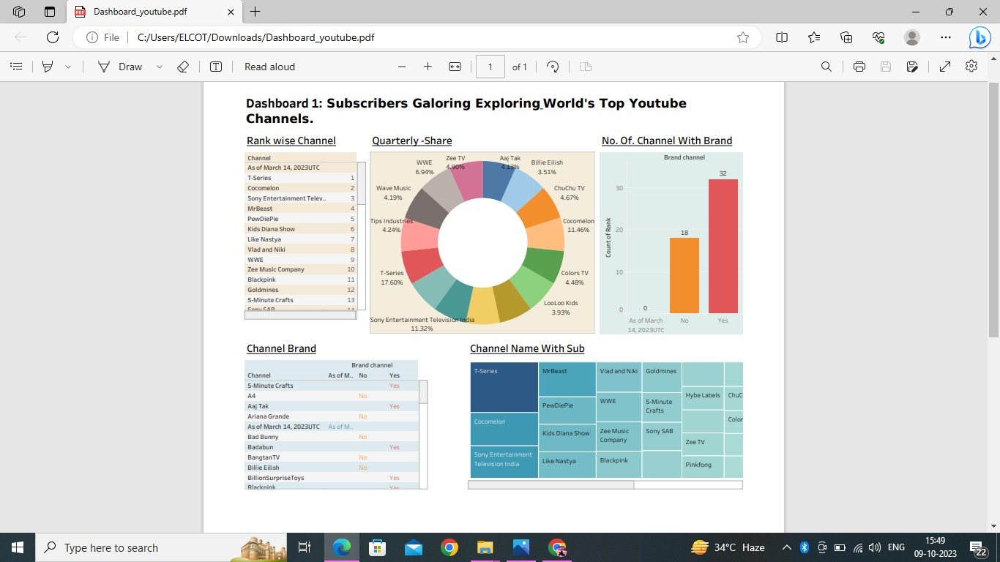 Dashboard_youtube.pdf
File
C:/Users/ELCOT/Downloads/Dashboard_youtube.pdf
Draw
Read aloud
1
of 1
Dashboard 1: Subscribers Galoring Exploring World's Top Youtube
Channels.
Rank wise Channel
Channel
As of March 14, 2023UTC
T-Series 1
Cocomelon 2
Sony Entertainment Telev.. 3
MrBeast 4
PewDiePie 5
Kids Diana Show 6
Like Nastya 7
Vlad and Niki 8
WWE 9
Zee Music Company 10
Blackpink 11
Goldmines 12
5-Minute Crafts 13
Sony SAB 14
Quarterly -Share
Zee TV
4.90%
Aaj Tak
4.13%
WWE
6.94%
Billie Eilish
3.51%
Wave Music
4.19%
ChuChu TV
4.67%
Tips Industries
4.24%
Cocomelon
11.46%
T-Series
17.60%
Colors TV
4.48%
LooLoo Kids
3.93%
Sony Entertainment Television India
11.32%
No. Of. Channel With Brand
Brand channel
32
30
20
18
10
0
0
Count of Rank
As of March
14, 2023UTC
No
Yes
Channel Brand
Brand channel
Channel As of M.. No Yes
5-Minute Crafts Yes
A4 No
Aaj Tak Yes
Ariana Grande No
As of March 14, 2023UTC As of M..
Bad Bunny No
Badabun Yes
BangtanTV No
Billie Eilish No
BillionSurpriseToys Yes
Blackpink Yes
Channel Name With Sub
T-Series
Cocomelon
Sony Entertainment
Television India
MrBeast
PewDiePie
Kids Diana Show
Like Nastya
Vlad and Niki
WWE
Zee Music
Company
Blackpink
Goldmines
5-Minute
Crafts
Sony SAB
Hybe Labels
Zee TV
Pinkfong
ChuC
Color
Type here to search
34°C Haze
ENG
15:49
09-10-2023
22